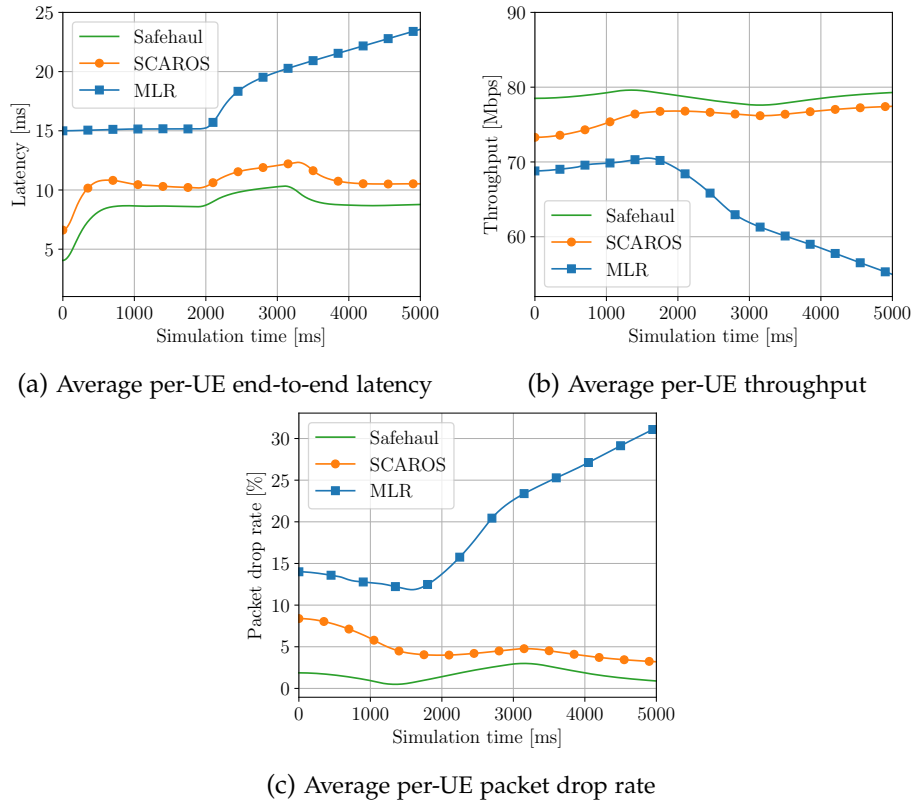 25
20
15
10
5
Latency [ms]
Safehaul
SCAROS
MLR
0 1000 2000 3000 4000 5000
Simulation time [ms]
(a) Average per-UE end-to-end latency
90
80
70
60
Throughput [Mbps]
Safehaul
SCAROS
MLR
0 1000 2000 3000 4000 5000
Simulation time [ms]
(b) Average per-UE throughput
30
25
20
15
10
5
0
Packet drop rate [%]
Safehaul
SCAROS
MLR
0 1000 2000 3000 4000 5000
Simulation time [ms]
(c) Average per-UE packet drop rate